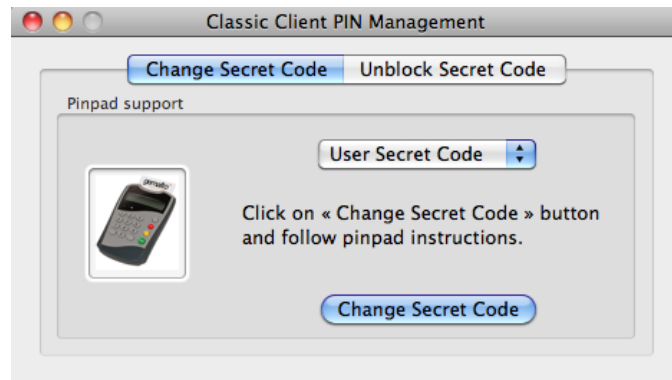 Classic Client PIN Management
Change Secret Code Unblock Secret Code
Pinpad support
User Secret Code
gemalto
Click on « Change Secret Code » button
and follow pinpad instructions.
Change Secret Code